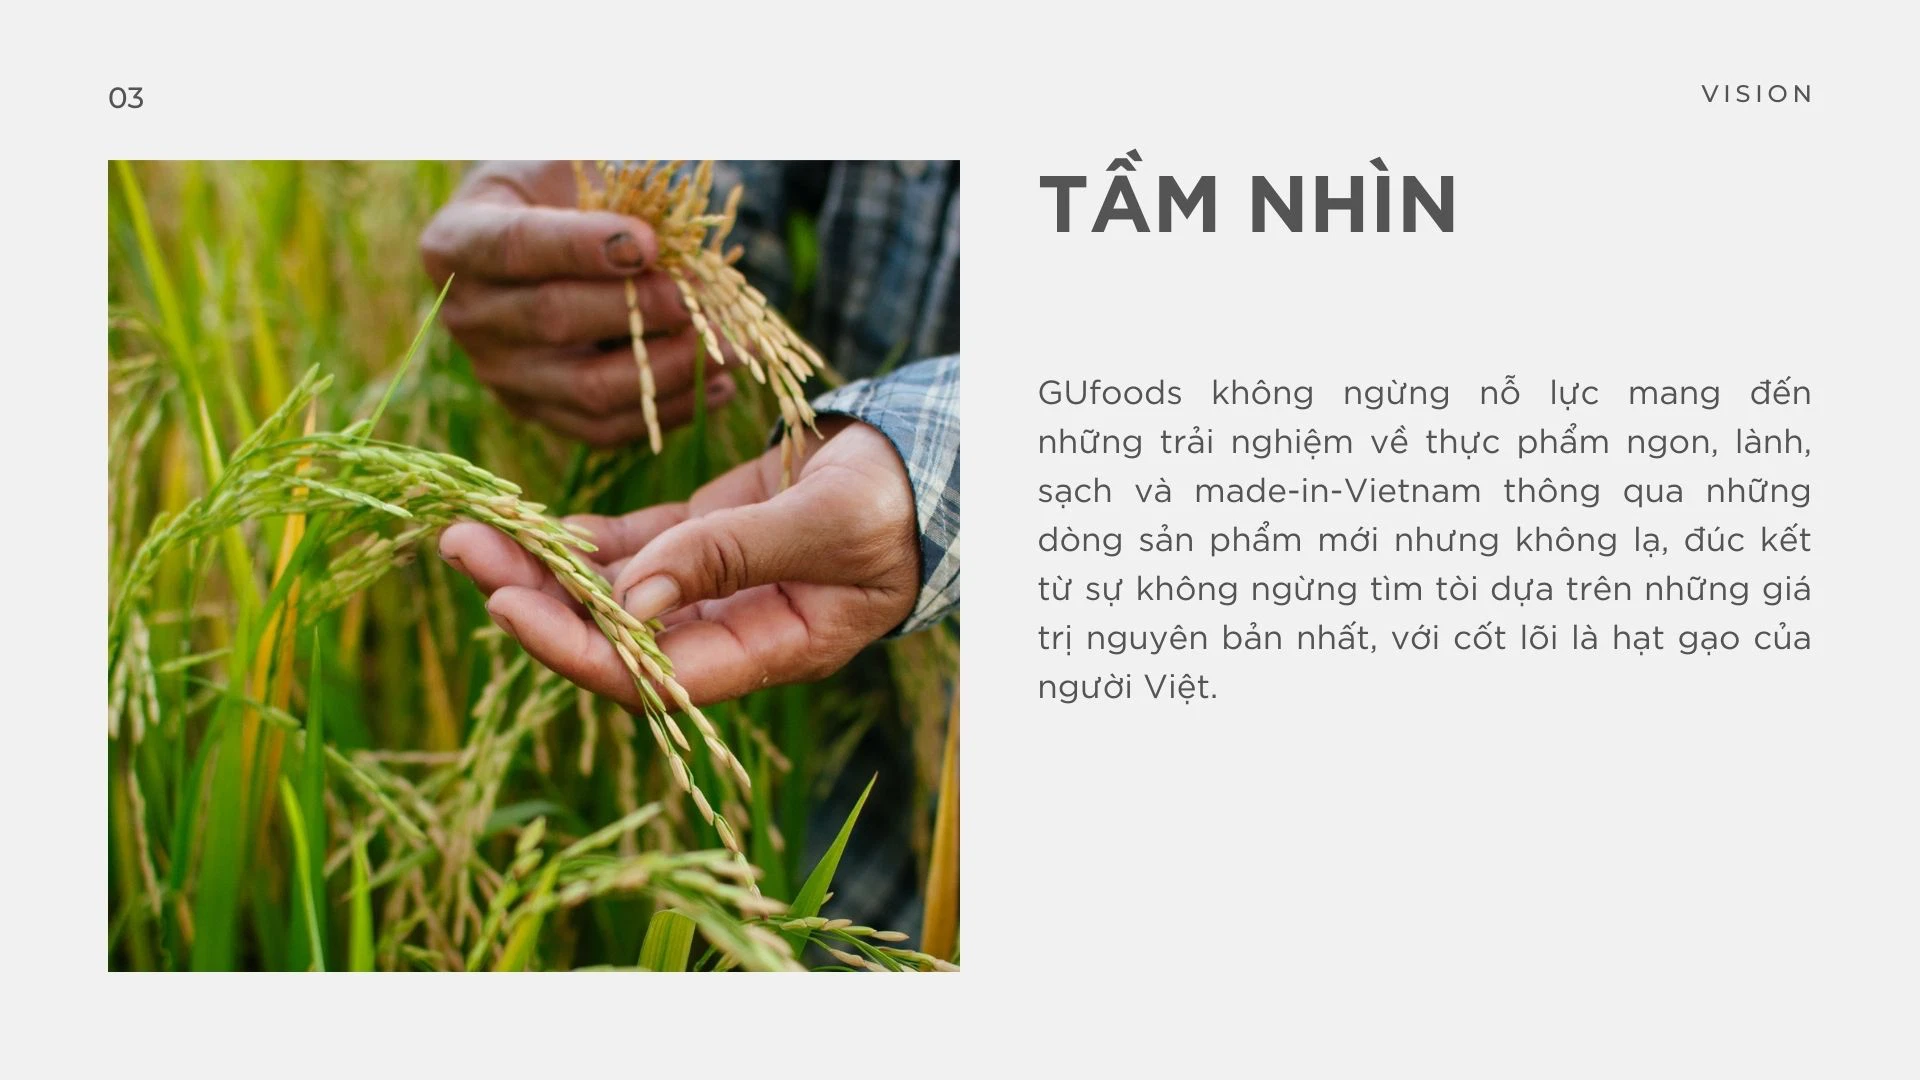 03
VISION
TẦM NHÌN
GUfoods không ngừng nỗ lực mang đến
những trải nghiệm về thực phẩm ngon, lành,
sạch và made-in-Vietnam thông qua những
dòng sản phẩm mới nhưng không lạ, đúc kết
từ sự không ngừng tìm tòi dựa trên những giá
trị nguyên bản nhất, với cốt lõi là hạt gạo của
người Việt.